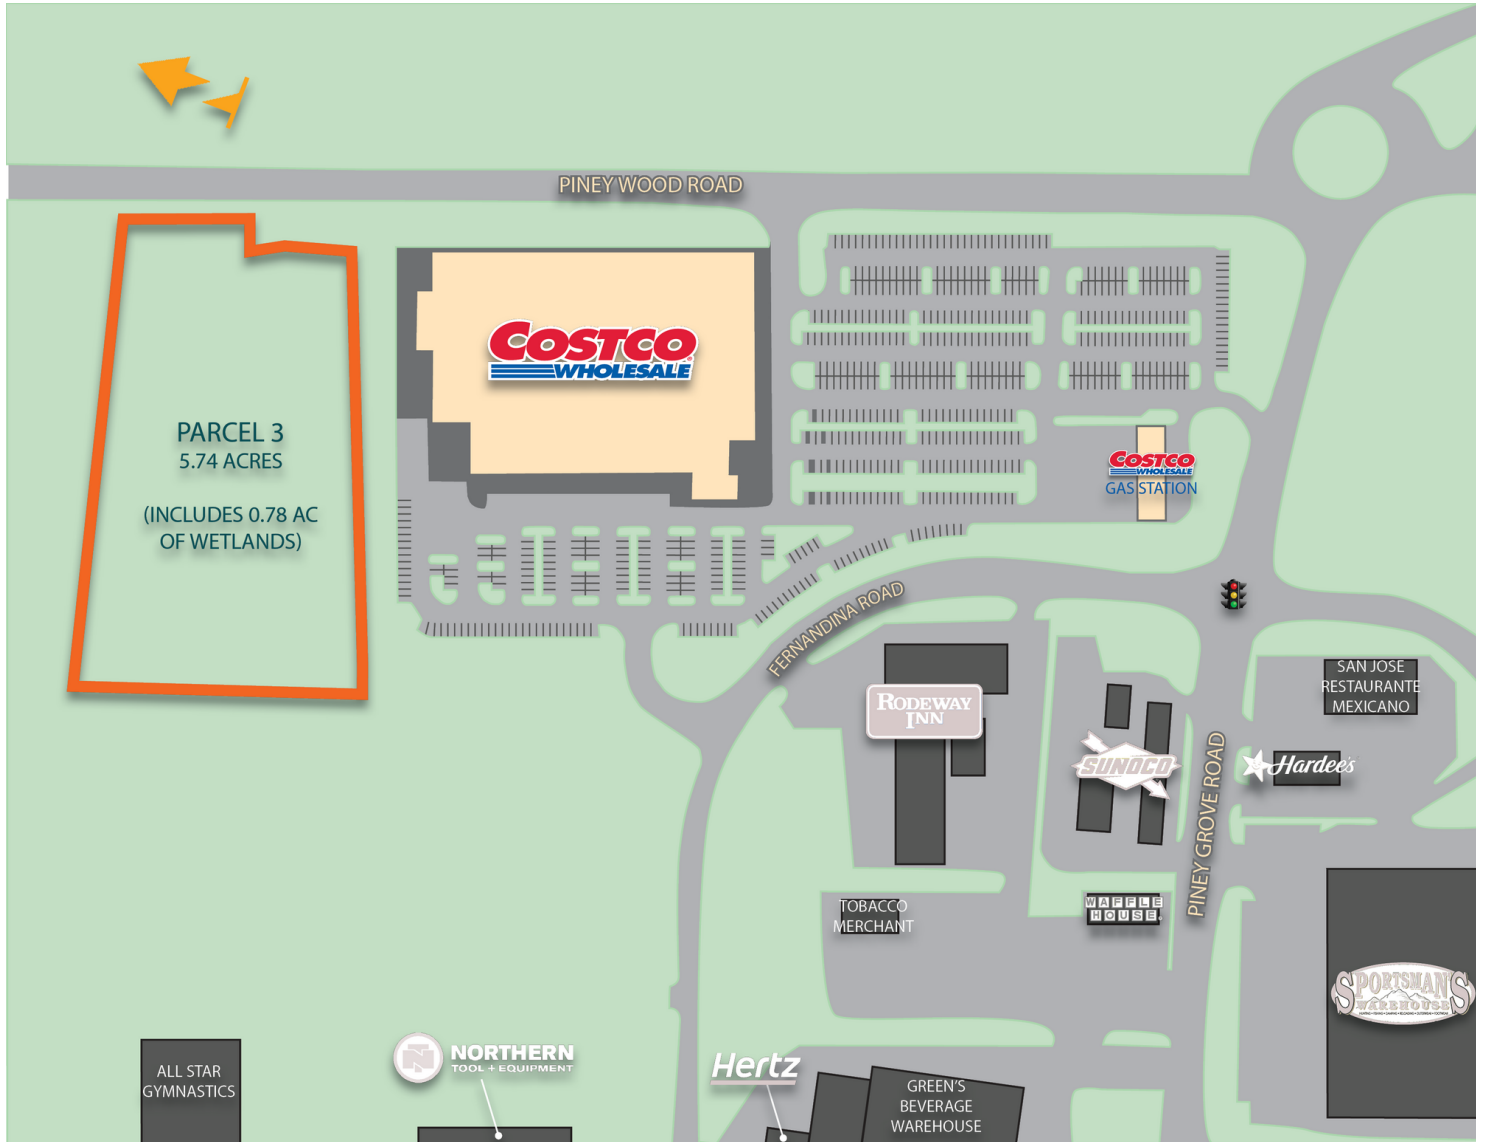 PINEY WOOD ROAD
COSTCO
WHOLESALE
PARCEL 3
5.74 ACRES
(INCLUDES 0.78 AC
OF WETLANDS)
COSTCO
WHOLESALE
GAS STATION
FERNANDINA ROAD
RODEWAY
INN
SUNOCO
PINEY GROVE ROAD
SAN JOSE
RESTAURANTE
MEXICANO
Hardee's
TOBACCO
MERCHANT
WAFFLE
HOUSE
SPORTSMAN'S
WAREHOUSE
ALL STAR
GYMNASTICS
N
NORTHERN
TOOL + EQUIPMENT
Hertz
GREEN'S
BEVERAGE
WAREHOUSE